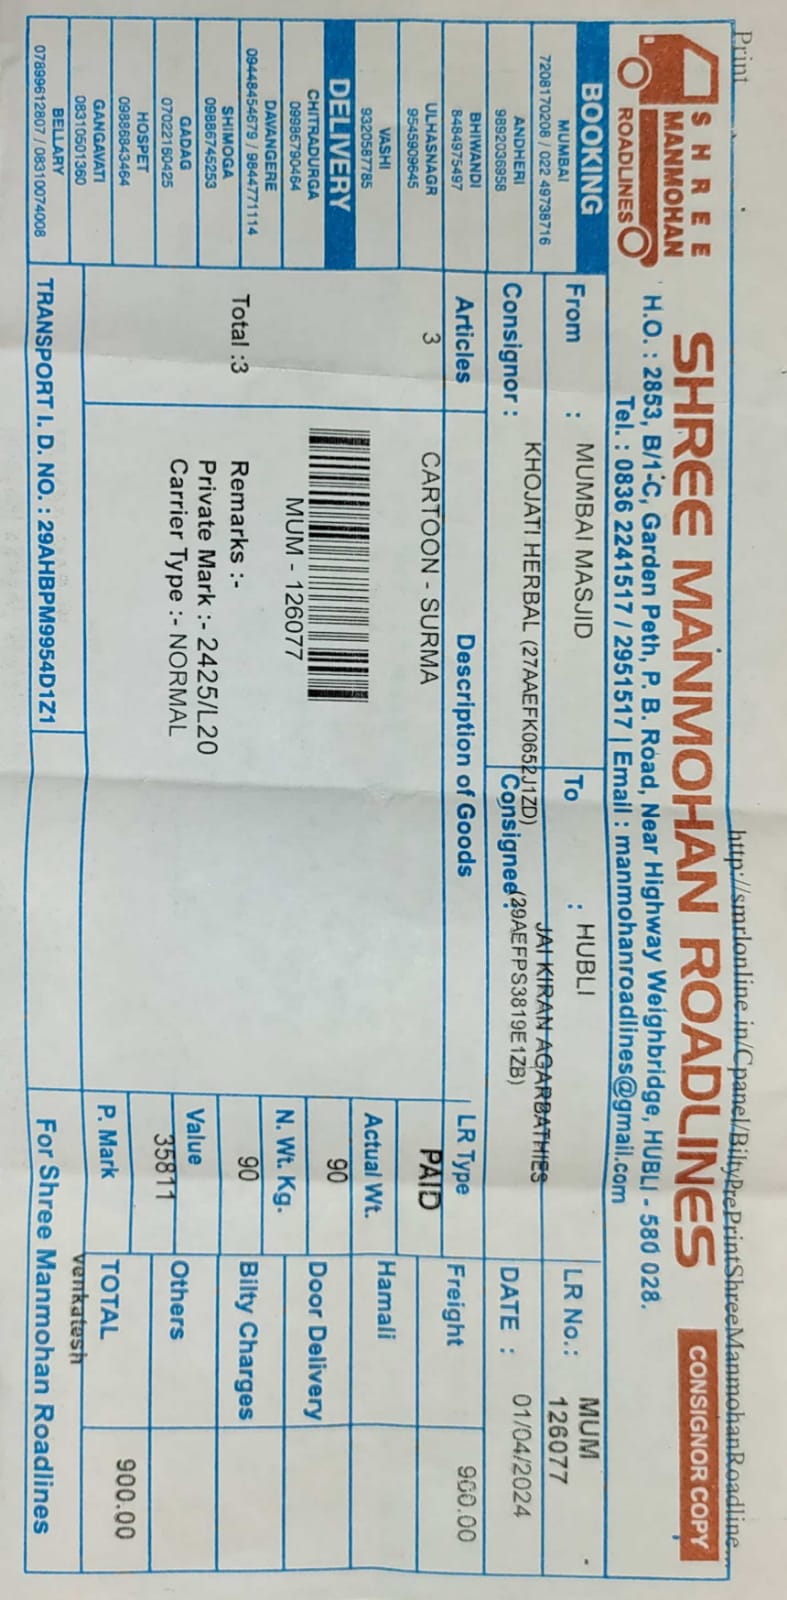 Print
http://smrlonline.in/Cpanel/BiltyPrePrintShreeManmohanRoadline...
SHREE
MANMOHAN
ROADLINES
SHREE MANMOHAN ROADLINES
CONSIGNOR COPY
H.O. : 2853, B/1-C, Garden Peth, P. B. Road, Near Highway Weighbridge, HUBLI - 580 028.
Tel. : 0836 2241517 / 2951517 | Email : manmohanroadlines@gmail.com
BOOKING
MUMBAI
7208170206 / 022 49738716
ANDHERI
9892036958
BHIWANDI
8484975497
ULHASNAGR
9545909645
VASHI
9320587785
DELIVERY
CHITRADURGA
09986790464
DAVANGERE
09448454679 / 9844771114
SHIMOGA
09886745253
GADAG
07022160425
HOSPET
09886843464
GANGAVATI
08310501360
BELLARY
07899612807 / 08310074008
From : MUMBAI MASJID
To : HUBLI
LR No.: MUM
126077
Consignor :
KHOJATI HERBAL (27AAEFK0652J1ZD)
Consignee :
JAI KIRAN AGARBATHIES
(29AEFPS3819E1ZB)
DATE : 01/04/2024
Articles
Description of Goods
LR Type
Freight
900.00
3
CARTOON - SURMA
PAID
MUM - 126077
Actual Wt.
90
Hamali
N. Wt. Kg.
90
Door Delivery
Total :3
Remarks :-
Private Mark :- 2425/L20
Carrier Type :- NORMAL
Bilty Charges
Value
35811
Others
P. Mark
TOTAL
900.00
venkatesh
TRANSPORT I. D. NO. : 29AHBPM9954D1Z1
For Shree Manmohan Roadlines